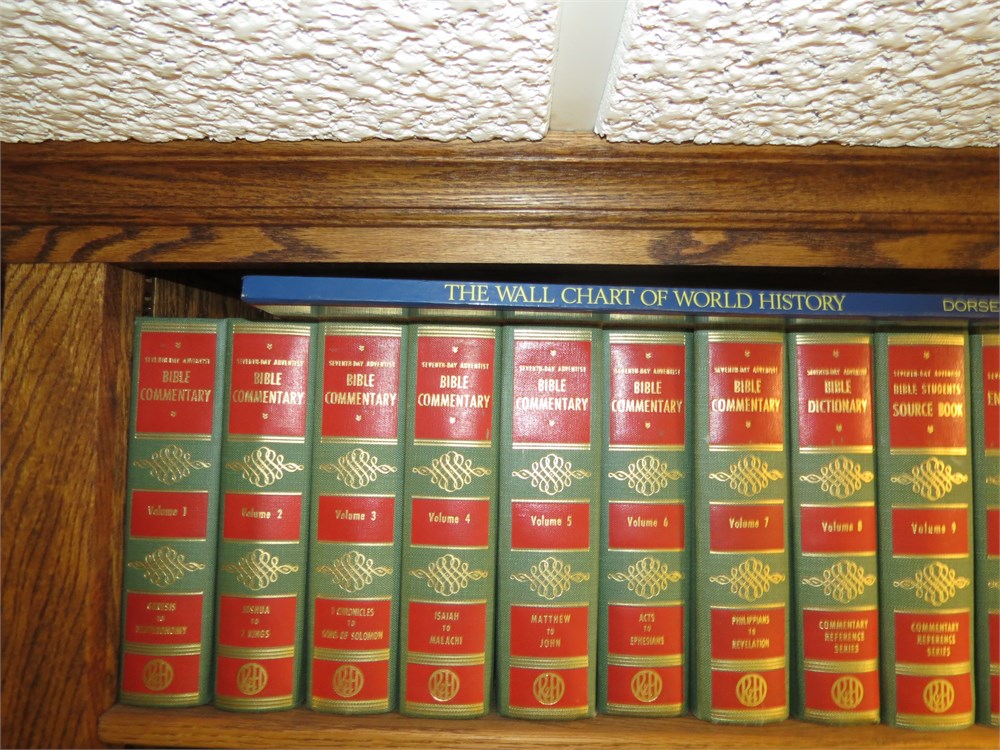 THE WALL CHART OF WORLD HISTORY
DORSE
SEVENTH-DAY ADVENTIST
BIBLE
COMMENTARY
Volume 1
GENESIS
TO
DEUTERONOMY
R&H
SEVENTH-DAY ADVENTIST
BIBLE
COMMENTARY
Volume 2
JOSHUA
TO
2 KINGS
R&H
SEVENTH-DAY ADVENTIST
BIBLE
COMMENTARY
Volume 3
1 CHRONICLES
TO
SONG OF SOLOMON
R&H
SEVENTH-DAY ADVENTIST
BIBLE
COMMENTARY
Volume 4
ISAIAH
TO
MALACHI
R&H
SEVENTH-DAY ADVENTIST
BIBLE
COMMENTARY
Volume 5
MATTHEW
TO
JOHN
R&H
SEVENTH-DAY ADVENTIST
BIBLE
COMMENTARY
Volume 6
ACTS
TO
EPHESIANS
R&H
SEVENTH-DAY ADVENTIST
BIBLE
COMMENTARY
Volume 7
PHILIPPIANS
TO
REVELATION
R&H
SEVENTH-DAY ADVENTIST
BIBLE
DICTIONARY
Volume 8
COMMENTARY
REFERENCE
SERIES
R&H
SEVENTH-DAY ADVENTIST
BIBLE STUDENTS'
SOURCE BOOK
Volume 9
COMMENTARY
REFERENCE
SERIES
R&H
EN